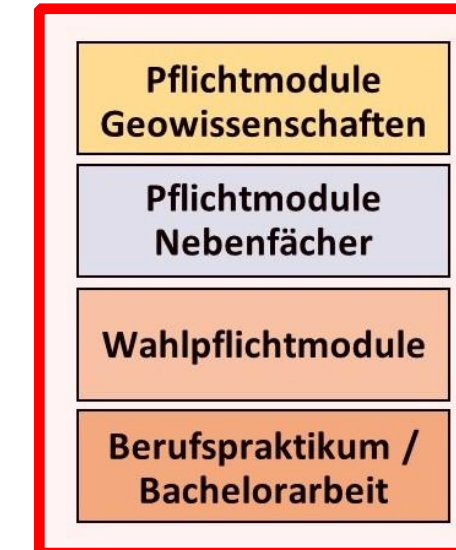 Pflichtmodule
Geowissenschaften
Pflichtmodule
Nebenfächer
Wahlpflichtmodule
Berufspraktikum /
Bachelorarbeit